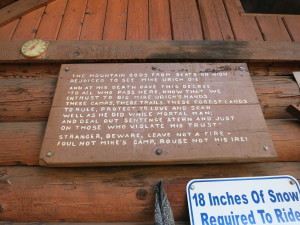 THE MOUNTAIN GODS FROM SEATS ON HIGH
REJOICED TO SEE MIKE URICH DIE
AND AT HIS DEATH GAVE THIS DECREE
TO ALL WHO PASS HERE, KNOW THAT WE
ENTRUST TO BIG MIKE URICH'S HANDS
THESE CAMPS, THESE TRAILS THESE FOREST LANDS
TO RULE, PROTECT, TO LOVE AND SCAN
WELL AS HE DID WHILE MORTAL MAN,
AND DEAL OUT SENTENCE STERN AND JUST
ON THOSE WHO VIOLATE HIS TRUST
STRANGER, BEWARE, LEAVE NOT A FIRE-
FOUL NOT MIKE'S CAMP, ROUSE NOT HIS IRE!
18 Inches Of Snow
Required To Ride